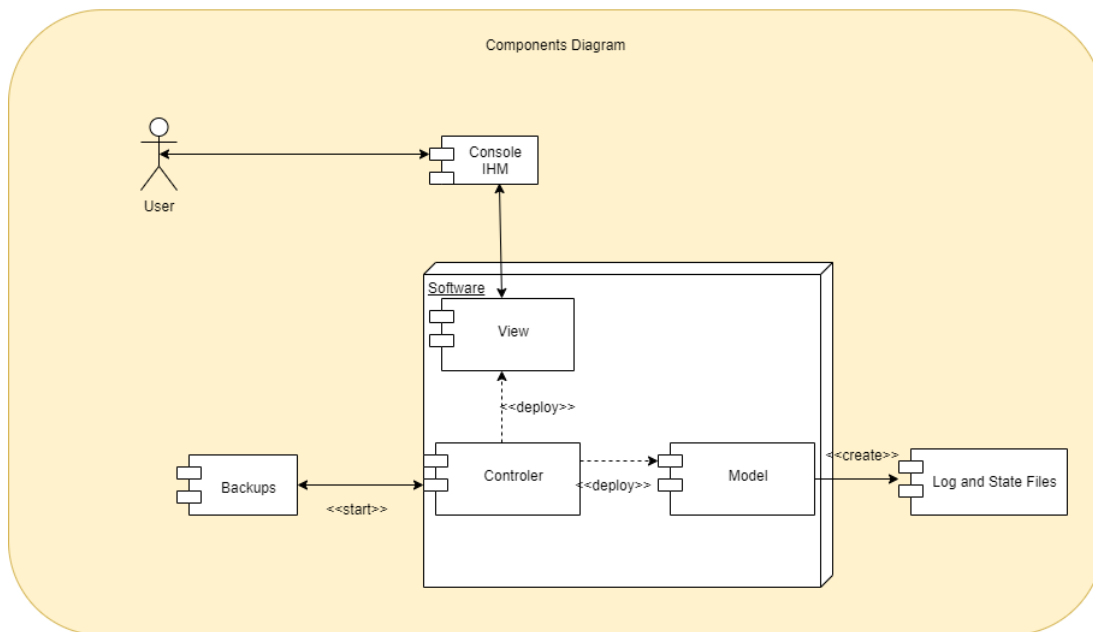 Components Diagram
Console
IHM
User
Software
View
<<deploy>>
Controler
<<deploy>>
Model
<<create>>
Log and State Files
Backups
<<start>>